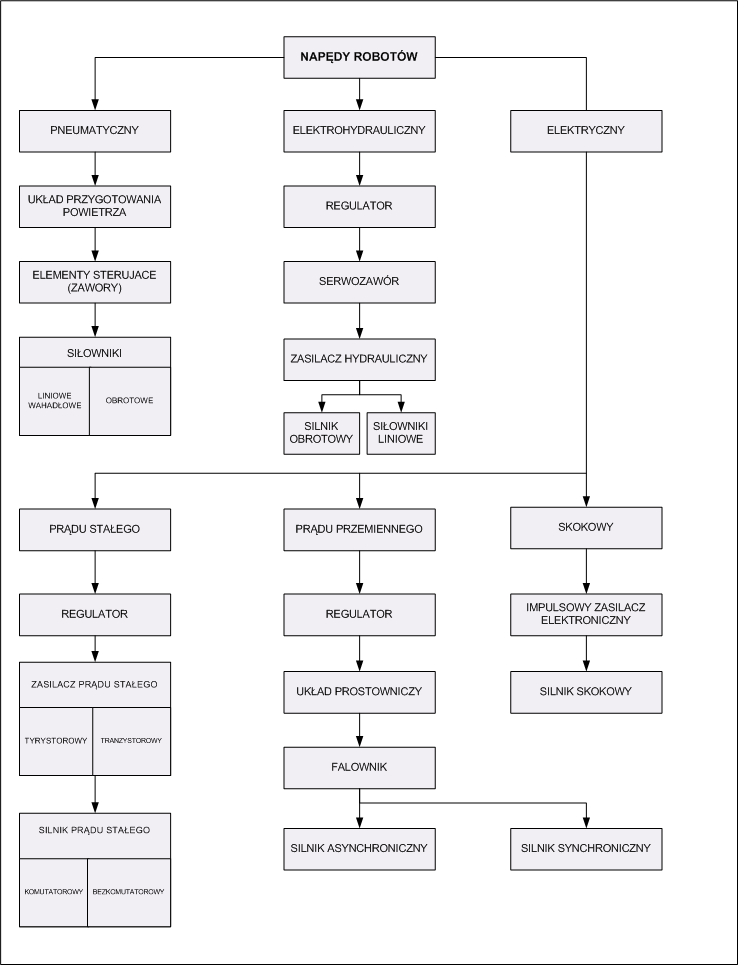 NAPĘDY ROBOTÓW
PNEUMATYCZNY
ELEKTROHYDRAULICZNY
ELEKTRYCZNY
UKŁAD PRZYGOTOWANIA
POWIETRZA
REGULATOR
ELEMENTY STERUJACE
(ZAWORY)
SERWOZAWÓR
SIŁOWNIKI
LINIOWE
WAHADŁOWE
OBROTOWE
ZASILACZ HYDRAULICZNY
SILNIK
OBROTOWY
SIŁOWNIKI
LINIOWE
PRĄDU STAŁEGO
PRĄDU PRZEMIENNEGO
SKOKOWY
REGULATOR
REGULATOR
IMPULSOWY ZASILACZ
ELEKTRONICZNY
ZASILACZ PRĄDU STAŁEGO
TYRYSTOROWY
TRANZYSTOROWY
UKŁAD PROSTOWNICZY
SILNIK SKOKOWY
FALOWNIK
SILNIK PRĄDU STAŁEGO
KOMUTATOROWY
BEZKOMUTATOROWY
SILNIK ASYNCHRONICZNY
SILNIK SYNCHRONICZNY